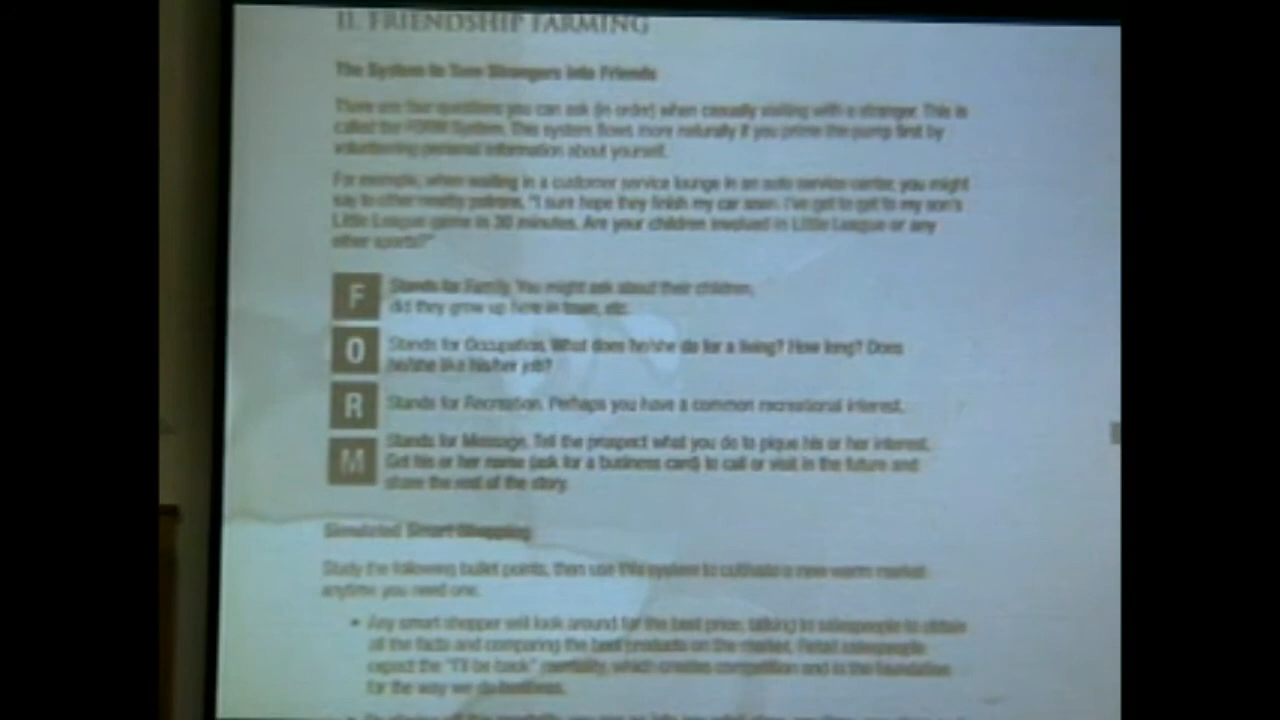 II. FRIENDSHIP FARMING
The System to Turn Strangers into Friends
There are four questions you can ask (in order) when casually visiting with a stranger. This is
called the FORM System. This system flows more naturally if you prime the pump first by
volunteering personal information about yourself.
For example, when waiting in a customer service lounge in an auto service center, you might
say to other nearby patrons, "I sure hope they finish my car soon. I've got to get to my son's
Little League game in 30 minutes. Are your children involved in Little League or any
other sports?"
F
Stands for Family. You might ask about their children,
did they grow up here in town, etc.
O
Stands for Occupation. What does he/she do for a living? How long? Does
he/she like his/her job?
R
Stands for Recreation. Perhaps you have a common recreational interest.
M
Stands for Message. Tell the prospect what you do to pique his or her interest.
Get his or her name (ask for a business card) to call or visit in the future and
share the rest of the story.
Simulated Smart Shopping
Study the following bullet points, then use this system to cultivate a new warm market
anytime you need one.
• Any smart shopper will look around for the best price, talking to salespeople to obtain
all the facts and comparing the best products on the market. Retail salespeople
expect the "I'll be back" mentality, which creates competition and is the foundation
for the way we do business.